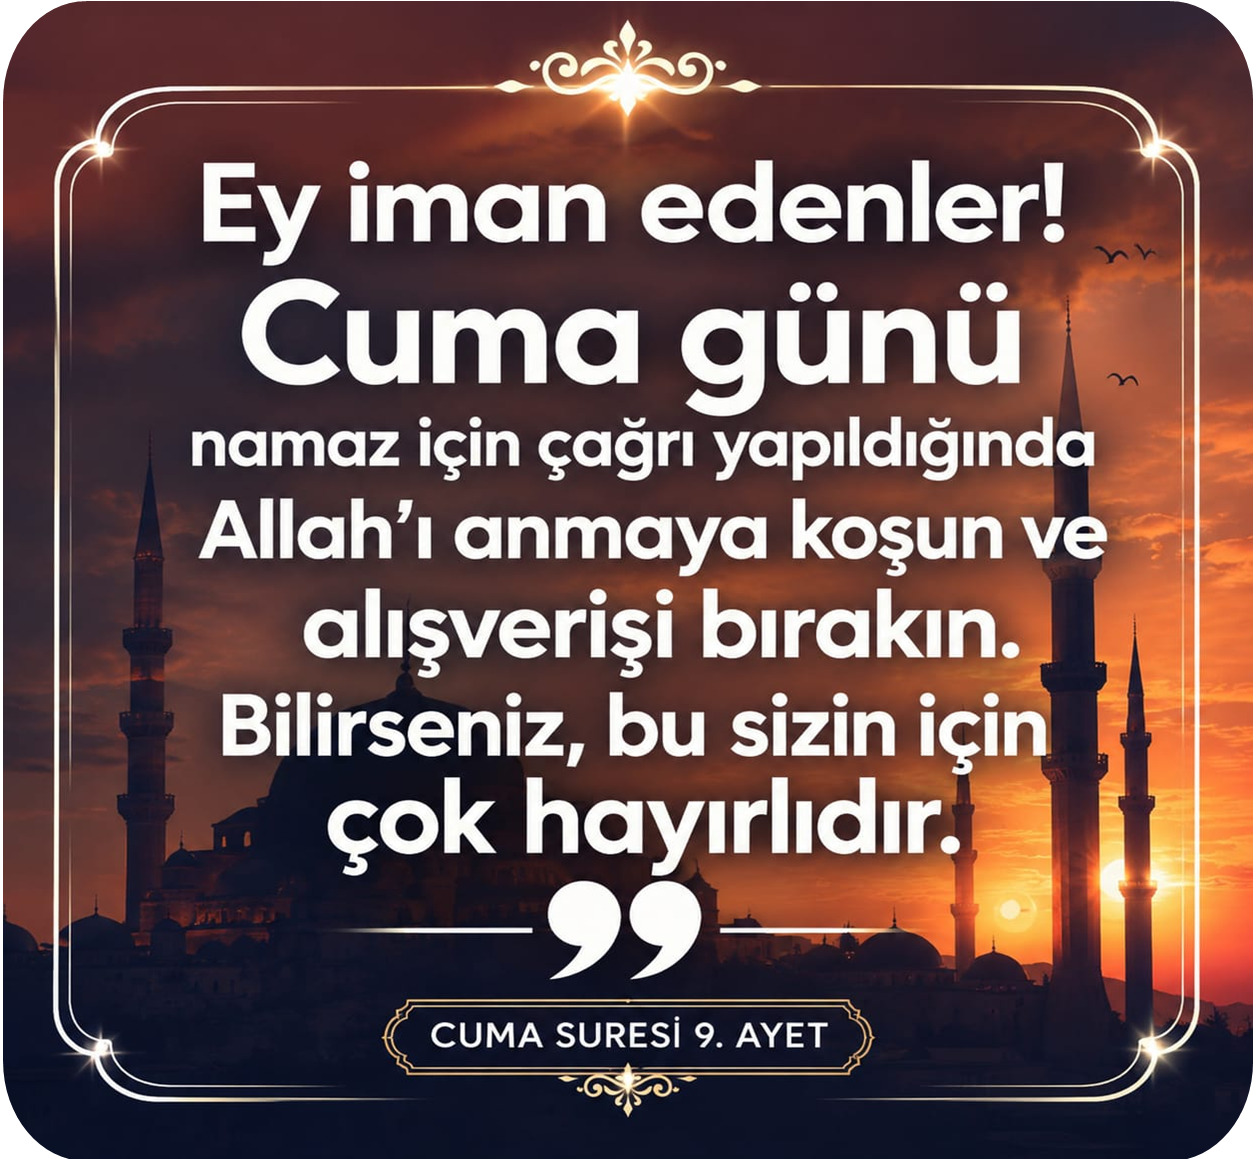 Ey iman edenler!
Cuma günü
namaz için çağrı yapıldığında
Allah’ı anmaya koşun ve
alışverişi bırakın.
Bilirseniz, bu sizin için
çok hayırlıdır.
”
CUMA SURESİ 9. AYET